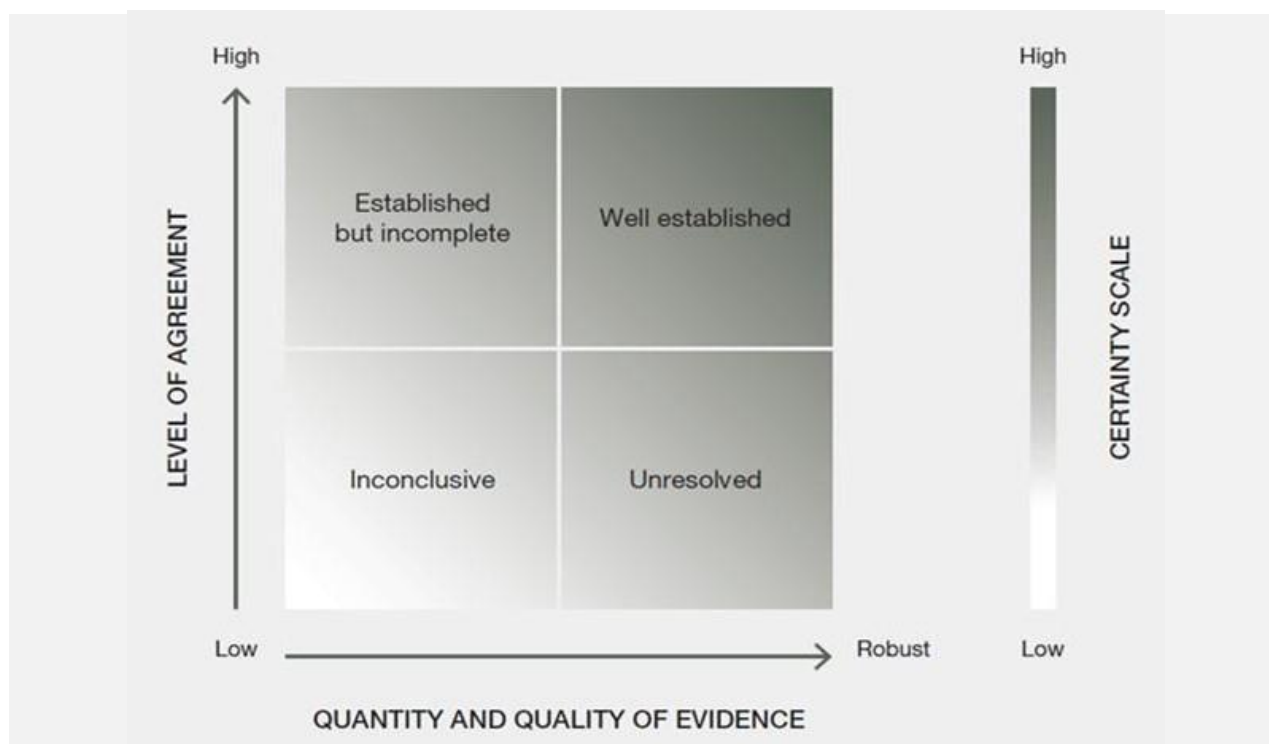 High
High
Established
but incomplete
Well established
LEVEL OF AGREEMENT
CERTAINTY SCALE
Inconclusive
Unresolved
Low
Robust
Low
QUANTITY AND QUALITY OF EVIDENCE